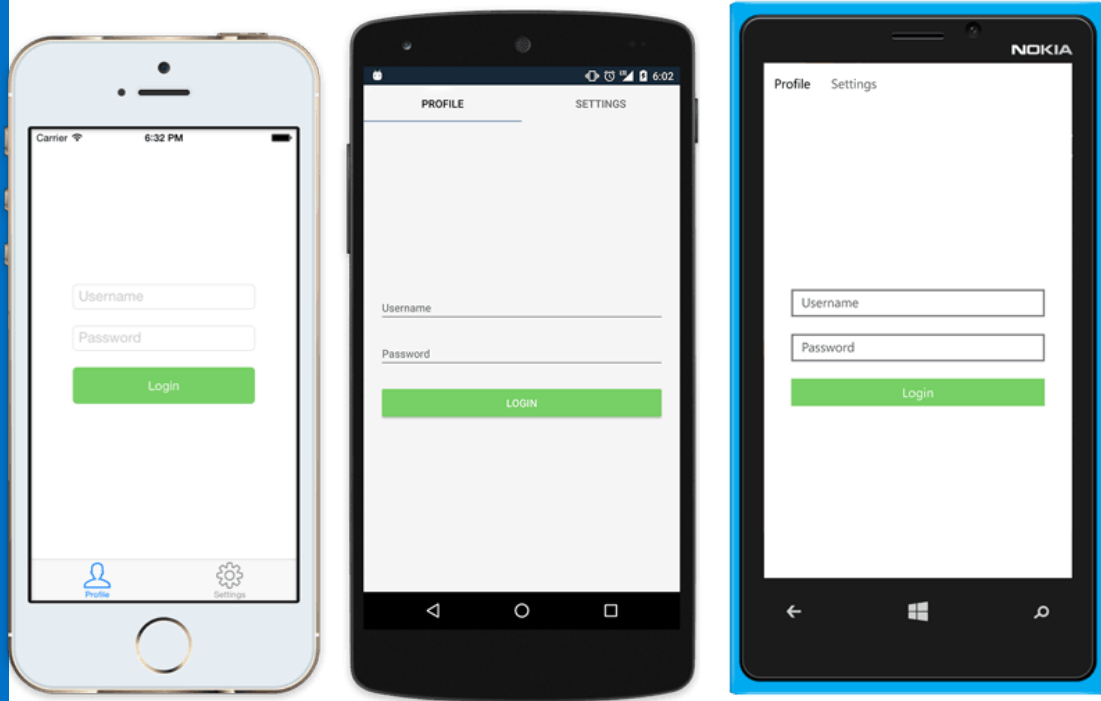 Carrier 6:32 PM
Username
Password
Login
Profile Settings
6:02
PROFILE SETTINGS
Username
Password
LOGIN
NOKIA
Profile Settings
Username
Password
Login